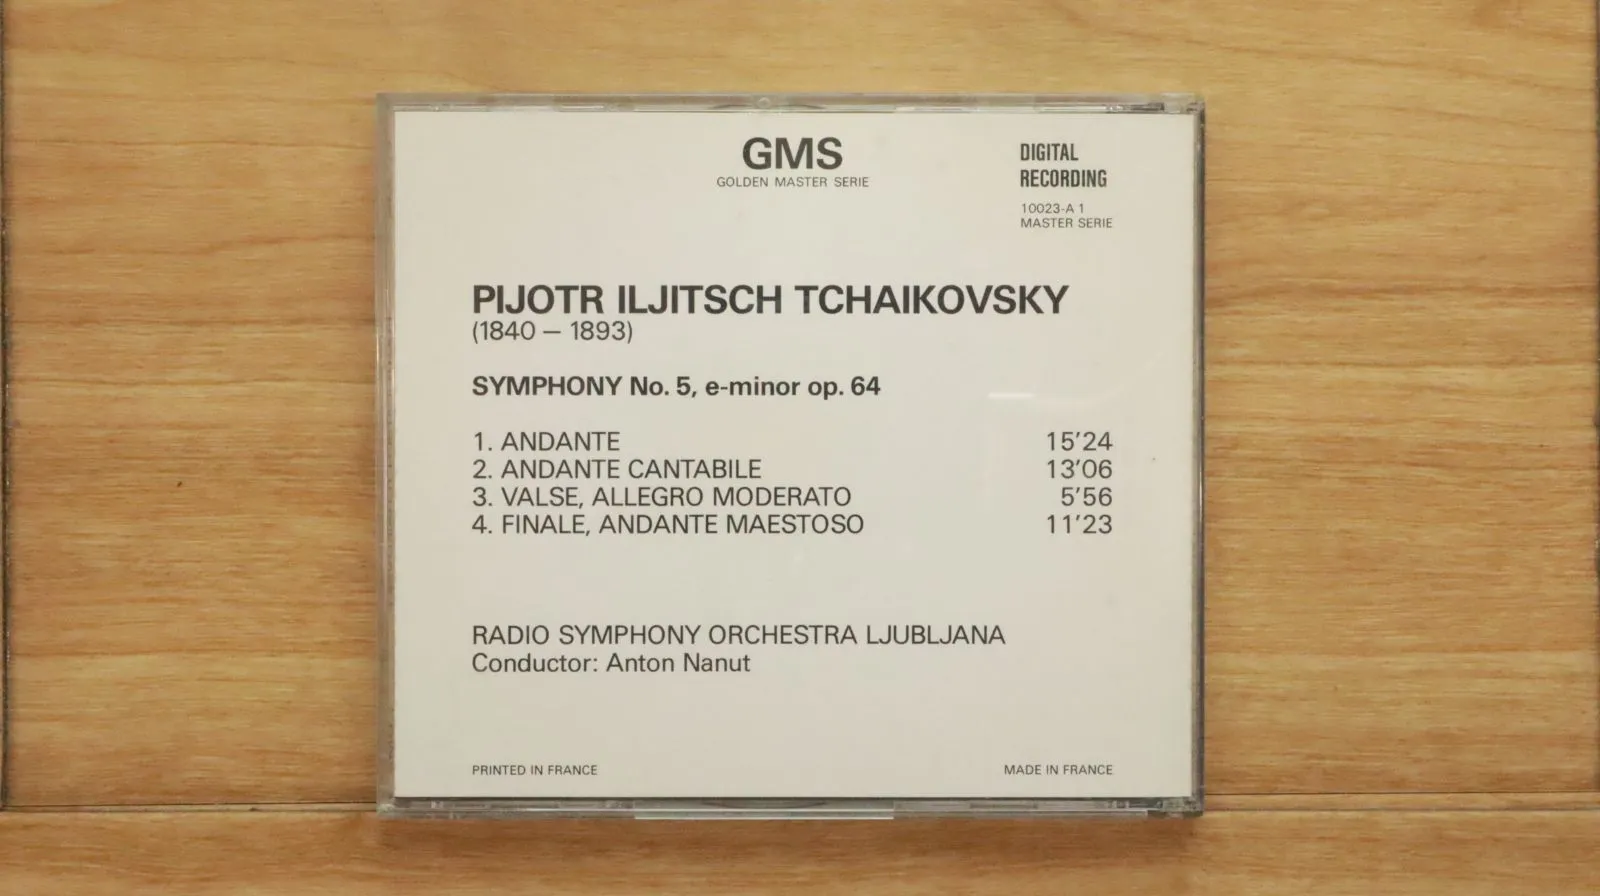 GMS
GOLDEN MASTER SERIE
DIGITAL
RECORDING
10023-A 1
MASTER SERIE
PIJOTR ILJITSCH TCHAIKOVSKY
(1840 – 1893)
SYMPHONY No. 5, e-minor op. 64
1. ANDANTE 15’24
2. ANDANTE CANTABILE 13’06
3. VALSE, ALLEGRO MODERATO 5’56
4. FINALE, ANDANTE MAESTOSO 11’23
RADIO SYMPHONY ORCHESTRA LJUBLJANA
Conductor: Anton Nanut
PRINTED IN FRANCE MADE IN FRANCE